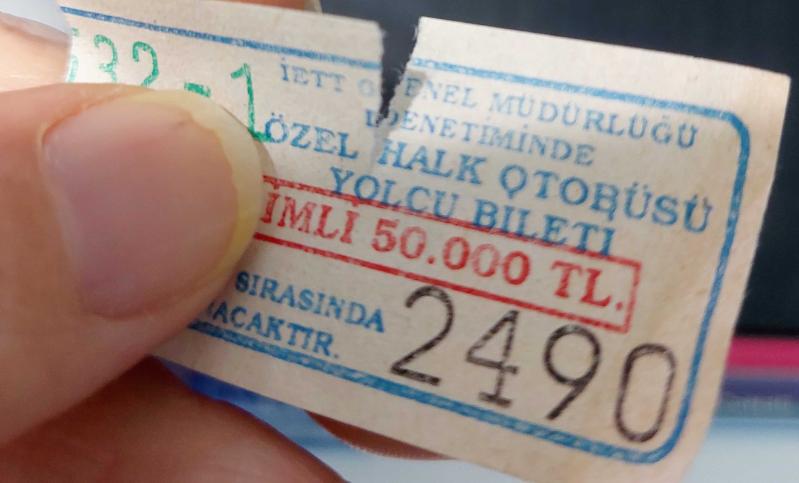 532-1
İETT GENEL MÜDÜRLÜĞÜ
DENETİMİNDE
ÖZEL HALK OTOBÜSÜ
YOLCU BİLETİ
İMLİ 50.000 TL.
SIRASINDA
ACAKTIR.
2490